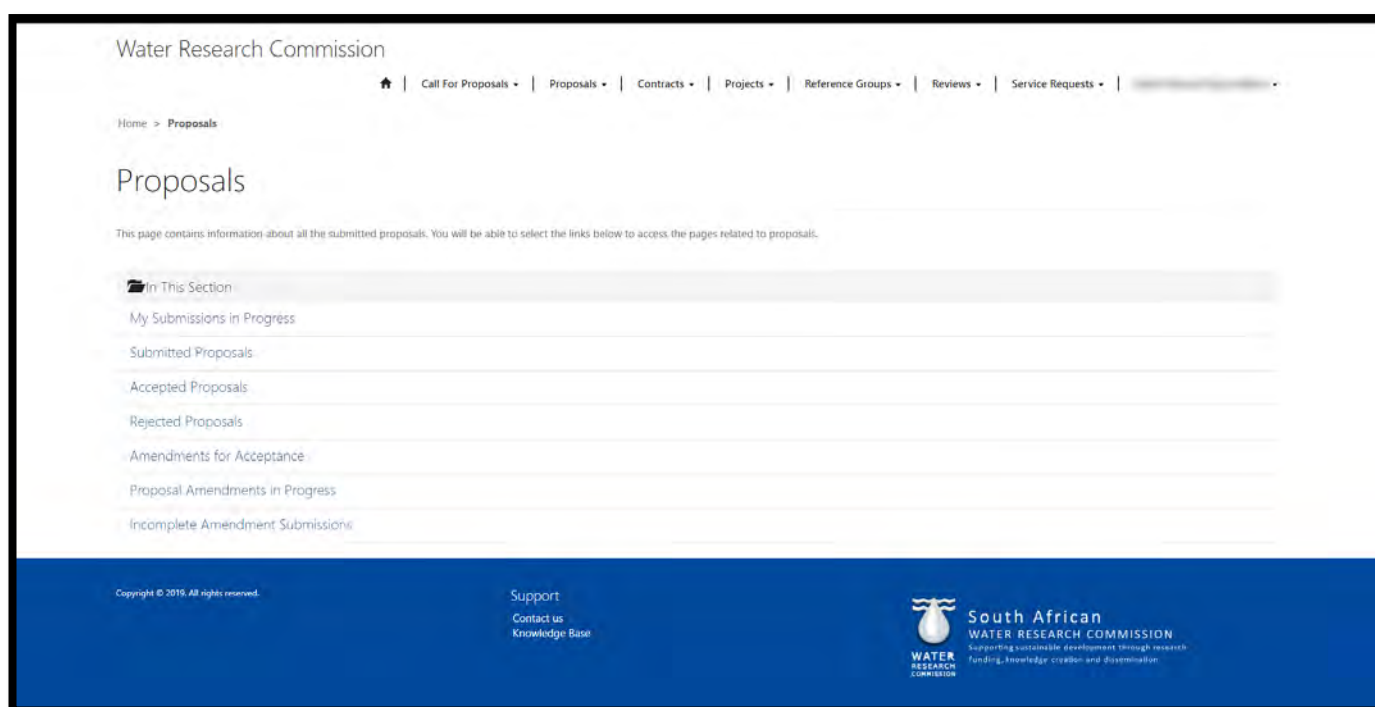 Water Research Commission
Call For Proposals | Proposals | Contracts | Projects | Reference Groups | Reviews | Service Requests |
Home > Proposals
Proposals
This page contains information about all the submitted proposals. You will be able to select the links below to access the pages related to proposals.
In This Section
My Submissions in Progress
Submitted Proposals
Accepted Proposals
Rejected Proposals
Amendments for Acceptance
Proposal Amendments in Progress
Incomplete Amendment Submissions
Copyright © 2019. All rights reserved.
Support
Contact us
Knowledge Base
WATER
RESEARCH
COMMISSION
South African
WATER RESEARCH COMMISSION
Supporting sustainable development through research
funding, knowledge creation and dissemination